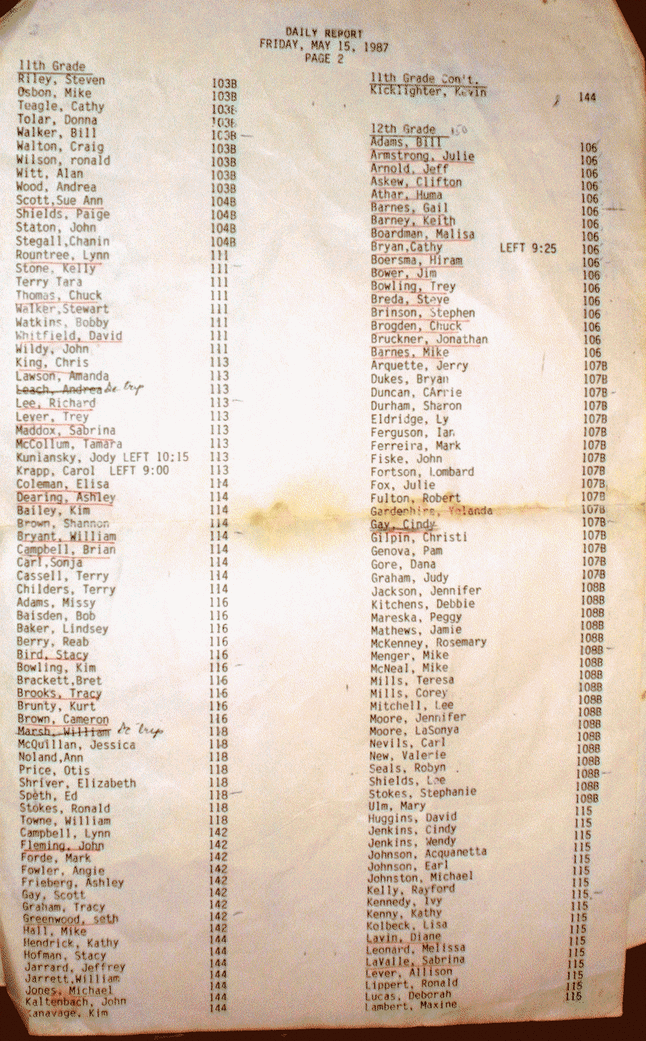 DAILY REPORT
FRIDAY, MAY 15, 1987
PAGE 2
11th Grade
Riley, Steven 103B
Osbon, Mike 103B
Teagle, Cathy 103B
Tolar, Donna 103B
Walker, Bill 103B
Walton, Craig 103B
Wilson, ronald 103B
Witt, Alan 103B
Wood, Andrea 103B
Scott,Sue Ann 104B
Shields, Paige 104B
Staton, John 104B
Stegall,Chanin 104B
Rountree, Lynn 111
Stone, Kelly 111
Terry Tara 111
Thomas, Chuck 111
Walker,Stewart 111
Watkins, Bobby 111
Whitfield, David 111
Wildy, John 111
King, Chris 113
Lawson, Amanda 113
Leach, Andrea De trip 113
Lee, Richard 113
Lever, Trey 113
Maddox, Sabrina 113
McCollum, Tamara 113
Kuniansky, Jody LEFT 10:15 113
Krapp, Carol LEFT 9:00 113
Coleman, Elisa 114
Dearing, Ashley 114
Bailey, Kim 114
Brown, Shannon 114
Bryant, William 114
Campbell, Brian 114
Carl,Sonja 114
Cassell, Terry 114
Childers, Terry 114
Adams, Missy 116
Baisden, Bob 116
Baker, Lindsey 116
Berry, Reab 116
Bird, Stacy 116
Bowling, Kim 116
Brackett,Bret 116
Brooks, Tracy 116
Brunty, Kurt 116
Brown, Cameron 116
Marsh, William De trip 118
McQuillan, Jessica 118
Noland,Ann 118
Price, Otis 118
Shriver, Elizabeth 118
Speth, Ed 118
Stokes, Ronald 118
Towne, William 118
Campbell, Lynn 142
Fleming, John 142
Forde, Mark 142
Fowler, Angie 142
Frieberg, Ashley 142
Gay, Scott 142
Graham, Tracy 142
Greenwood, seth 142
Hall, Mike 142
Hendrick, Kathy 144
Hofman, Stacy 144
Jarrard, Jeffrey 144
Jarrett,William 144
Jones, Michael 144
Kaltenbach, John 144
Kanavage, Kim 144
11th Grade Con't.
Kicklighter, Kevin 144
12th Grade
Adams, Bill 106
Armstrong, Julie 106
Arnold, Jeff 106
Askew, Clifton 106
Athar, Huma 106
Barnes, Gail 106
Barney, Keith 106
Boardman, Malisa 106
Bryan,Cathy LEFT 9:25 106
Boersma, Hiram 106
Bower, Jim 106
Bowling, Trey 106
Breda, Steve 106
Brinson, Stephen 106
Brogden, Chuck 106
Bruckner, Jonathan 106
Barnes, Mike 106
Arquette, Jerry 107B
Dukes, Bryan 107B
Duncan, CArrie 107B
Durham, Sharon 107B
Eldridge, Ly 107B
Ferguson, Ian 107B
Ferreira, Mark 107B
Fiske, John 107B
Fortson, Lombard 107B
Fox, Julie 107B
Fulton, Robert 107B
Gardenhire, Yolanda 107B
Gay, Cindy 107B
Gilpin, Christi 107B
Genova, Pam 107B
Gore, Dana 107B
Graham, Judy 107B
Jackson, Jennifer 108B
Kitchens, Debbie 108B
Mareska, Peggy 108B
Mathews, Jamie 108B
McKenney, Rosemary 108B
Menger, Mike 108B
McNeal, Mike 108B
Mills, Teresa 108B
Mills, Corey 108B
Mitchell, Lee 108B
Moore, Jennifer 108B
Moore, LaSonya 108B
Nevils, Carl 108B
New, Valerie 108B
Seals, Robyn 108B
Shields, Lee 108B
Stokes, Stephanie 108B
Ulm, Mary 108B
Huggins, David 115
Jenkins, Cindy 115
Jenkins, Wendy 115
Johnson, Acquanetta 115
Johnson, Earl 115
Johnston, Michael 115
Kelly, Rayford 115
Kennedy, Ivy 115
Kenny, Kathy 115
Kolbeck, Lisa 115
Lavin, Diane 115
Leonard, Melissa 115
LaValle, Sabrina 115
Lever, Allison 115
Lippert, Ronald 115
Lucas, Deborah 115
Lambert, Maxine 115